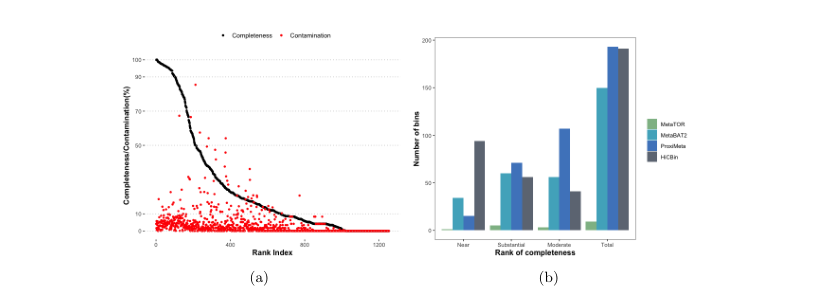 Completeness
Contamination
Completeness/Contamination(%)
100
90
70
50
10
0
0
400
800
1200
Rank Index
(a)
Number of bins
200
150
100
50
0
Near
Substantial
Moderate
Total
Rank of completeness
MetaTOR
MetaBAT2
ProxiMeta
HiCBin
(b)